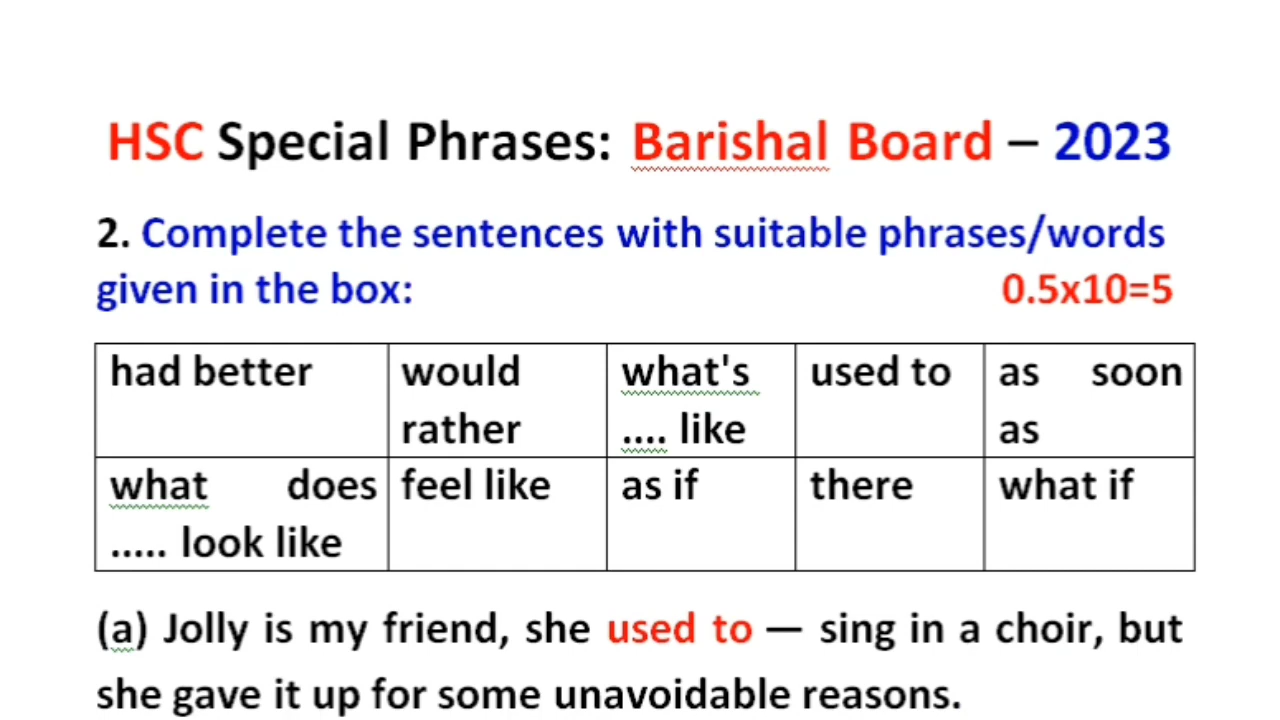 HSC Special Phrases: Barishal Board – 2023
2. Complete the sentences with suitable phrases/words
given in the box: 0.5x10=5
had better would rather what's .... like used to as soon as
what does ..... look like feel like as if there what if
(a) Jolly is my friend, she used to — sing in a choir, but
she gave it up for some unavoidable reasons.